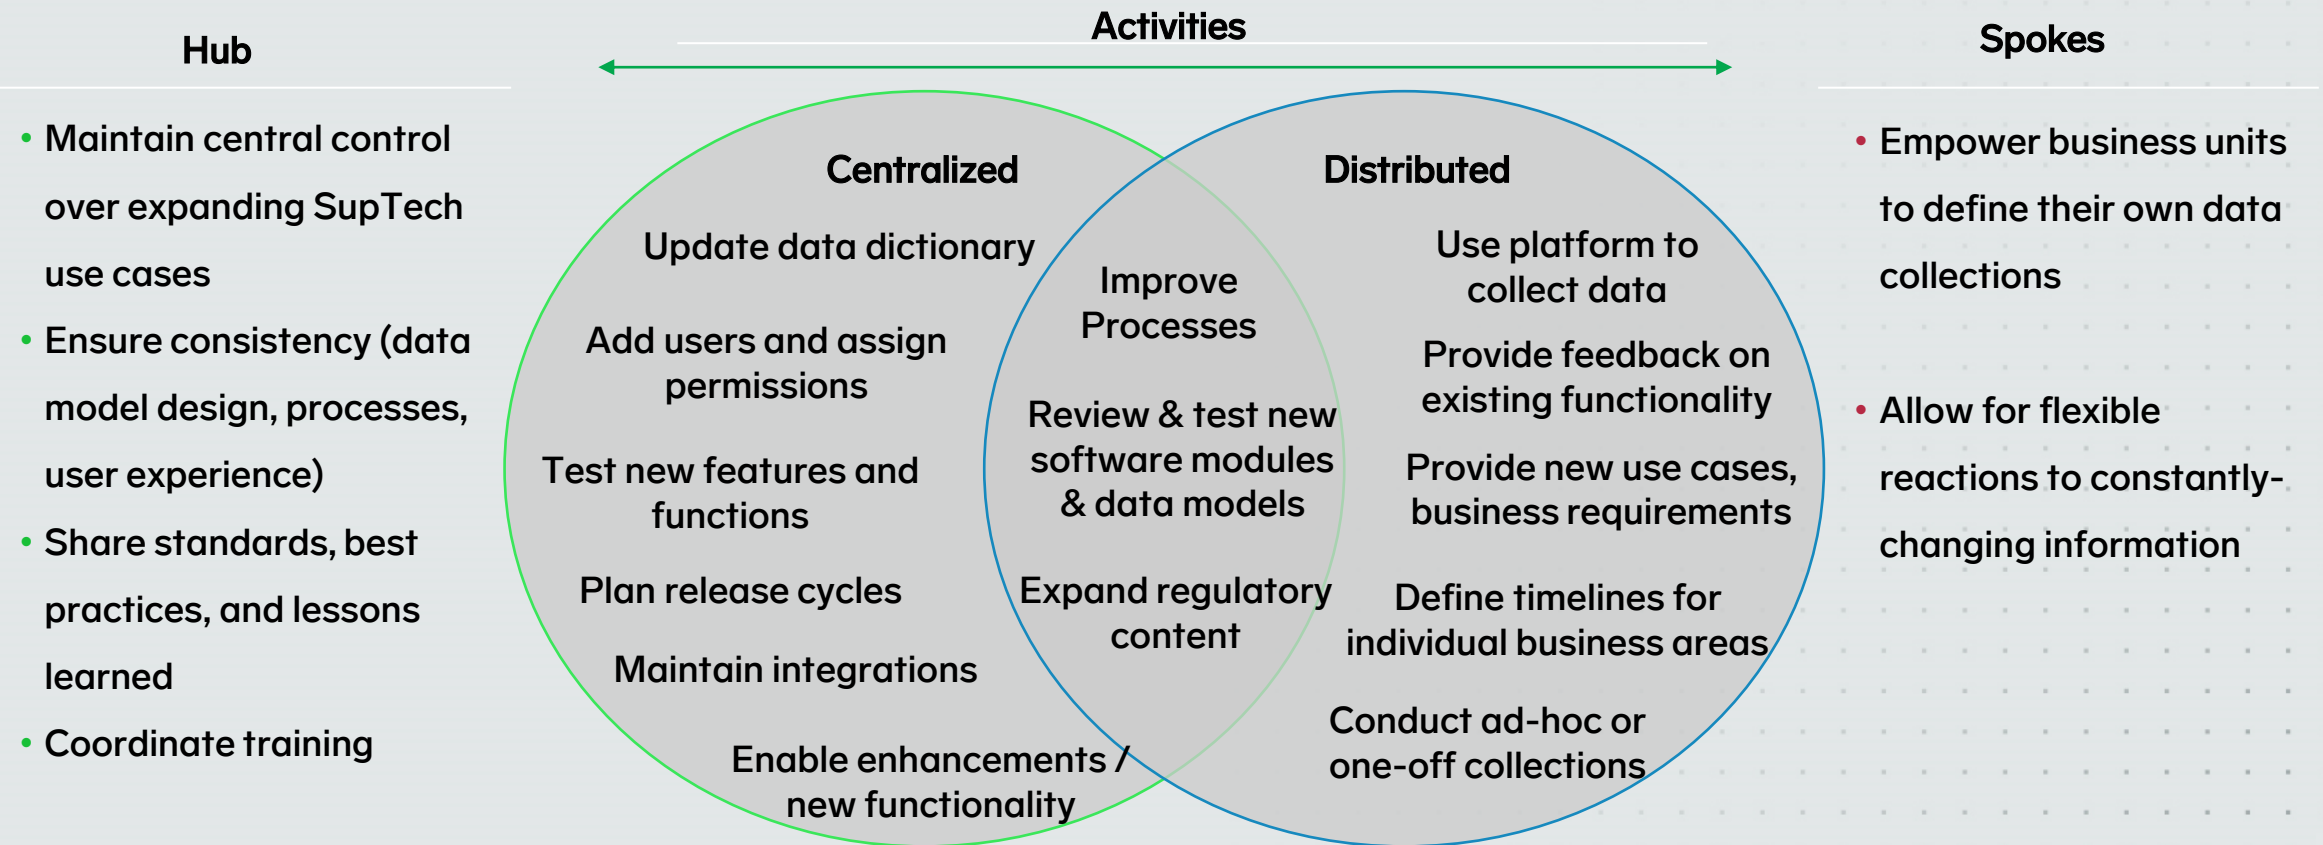 Activities
Hub
Maintain central control
over expanding SupTech
use cases
Ensure consistency (data
model design, processes,
user experience)
Share standards, best
practices, and lessons
learned
Coordinate training
Centralized
Update data dictionary
Add users and assign
permissions
Test new features and
functions
Plan release cycles
Maintain integrations
Enable enhancements /
new functionality
Improve
Processes
Review & test new
software modules
& data models
Expand regulatory
content
Distributed
Use platform to
collect data
Provide feedback on
existing functionality
Provide new use cases,
business requirements
Define timelines for
individual business areas
Conduct ad-hoc or
one-off collections
Spokes
Empower business units
to define their own data
collections
Allow for flexible
reactions to constantly-
changing information